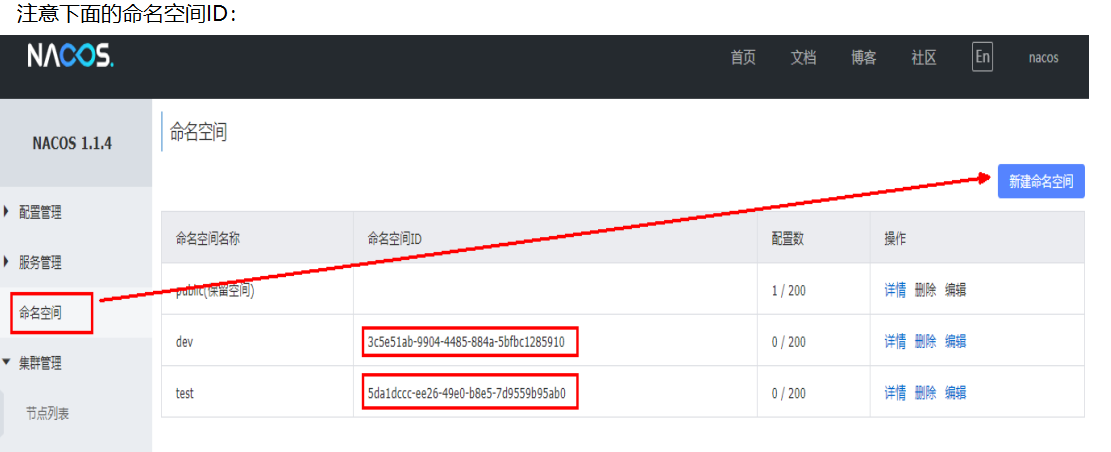 注意下面的命名空间ID：
NACOS.
首页 文档 博客 社区 En nacos
NACOS 1.1.4
命名空间
新建命名空间
配置管理
服务管理
命名空间
集群管理
节点列表
命名空间名称 命名空间ID 配置数 操作
public(保留空间) 1 / 200 详情 删除 编辑
dev 3c5e51ab-9904-4485-884a-5bfbc1285910 0 / 200 详情 删除 编辑
test 5da1dccc-ee26-49e0-b8e5-7d9559b95ab0 0 / 200 详情 删除 编辑